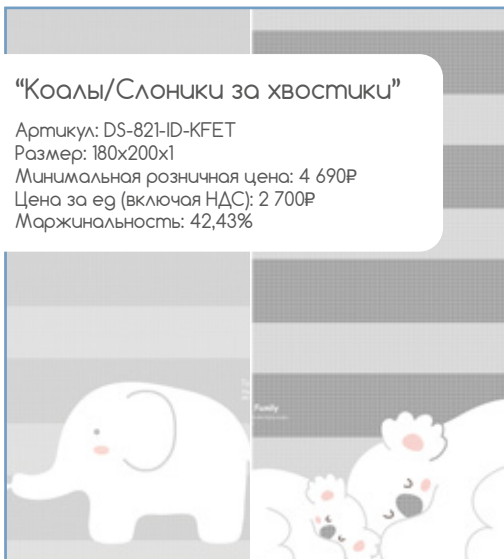 “Коалы/Слоники за хвостики”
Артикул: DS-821-ID-KFET
Размер: 180x200x1
Минимальная розничная цена: 4 690₽
Цена за ед (включая НДС): 2 700₽
Маржинальность: 42,43%
Family